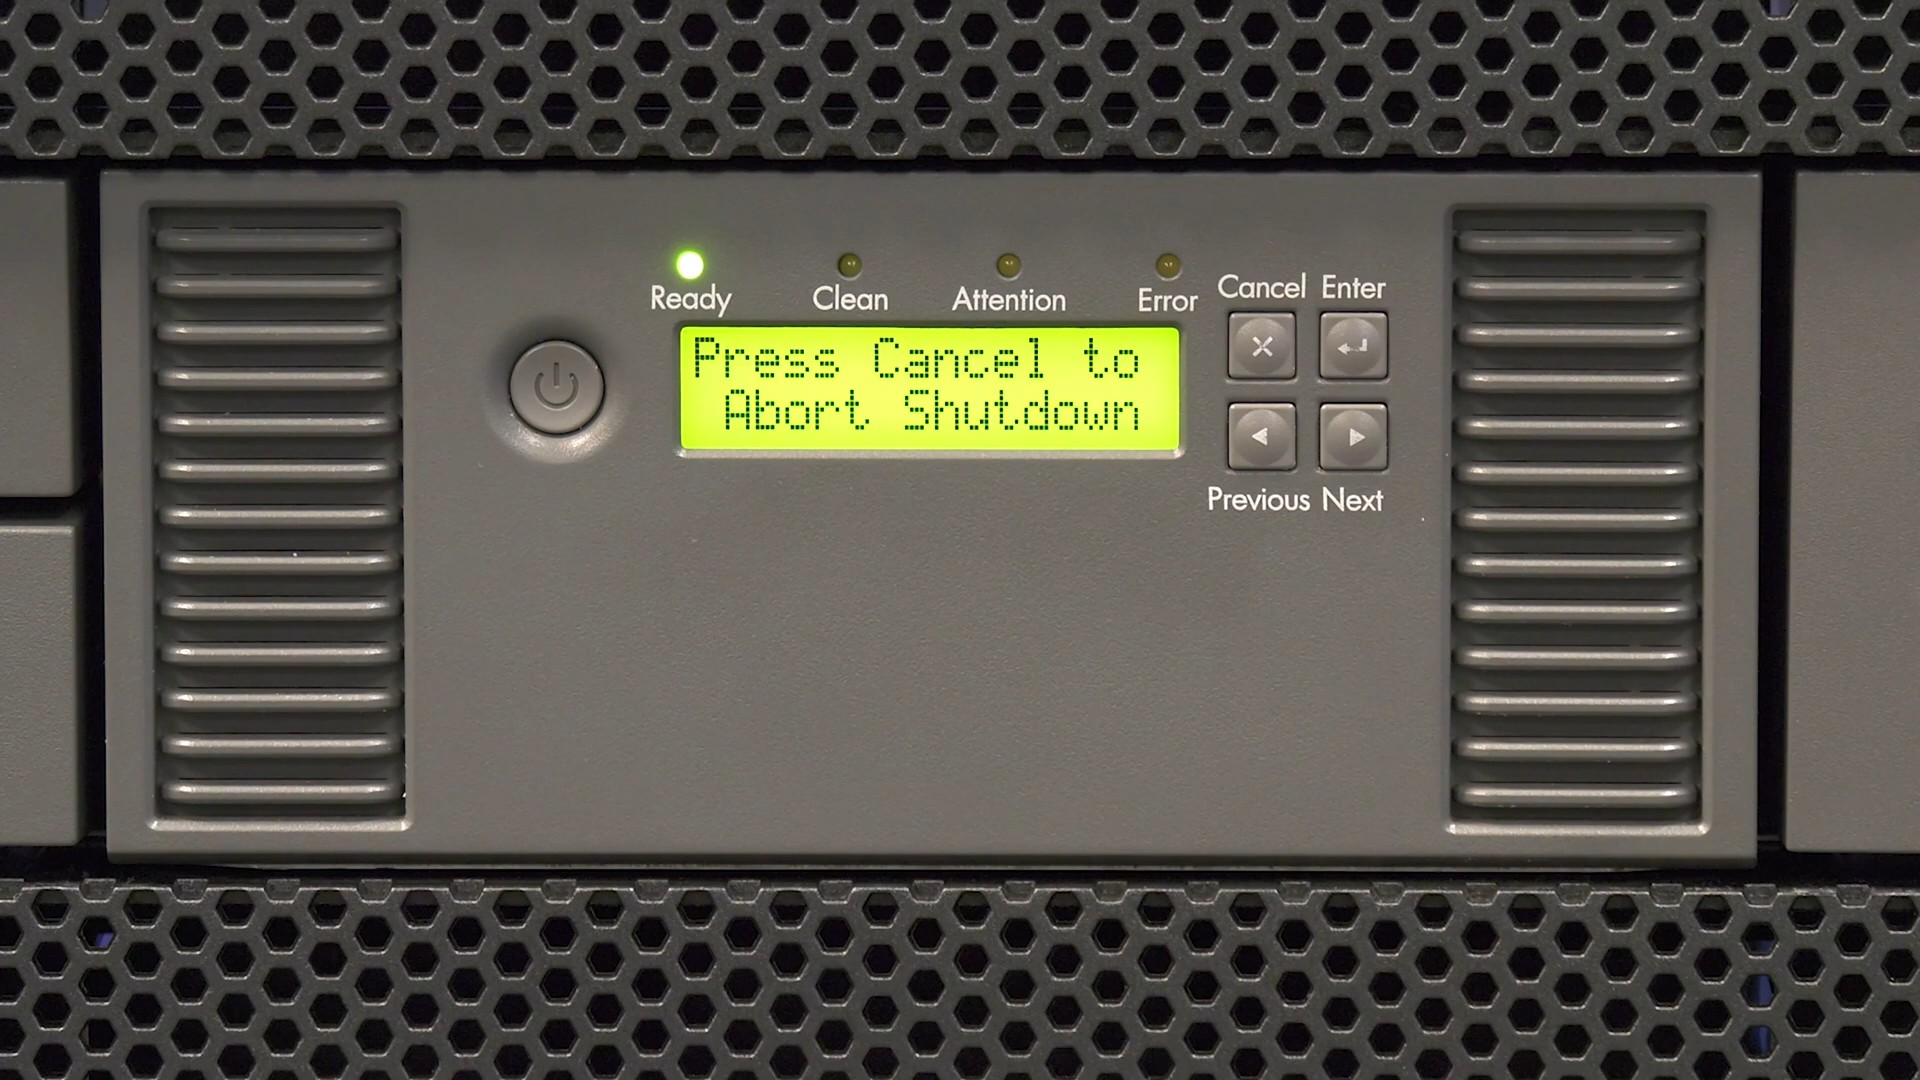 Ready Clean Attention Error
Cancel Enter
Press Cancel to
Abort Shutdown
Previous Next